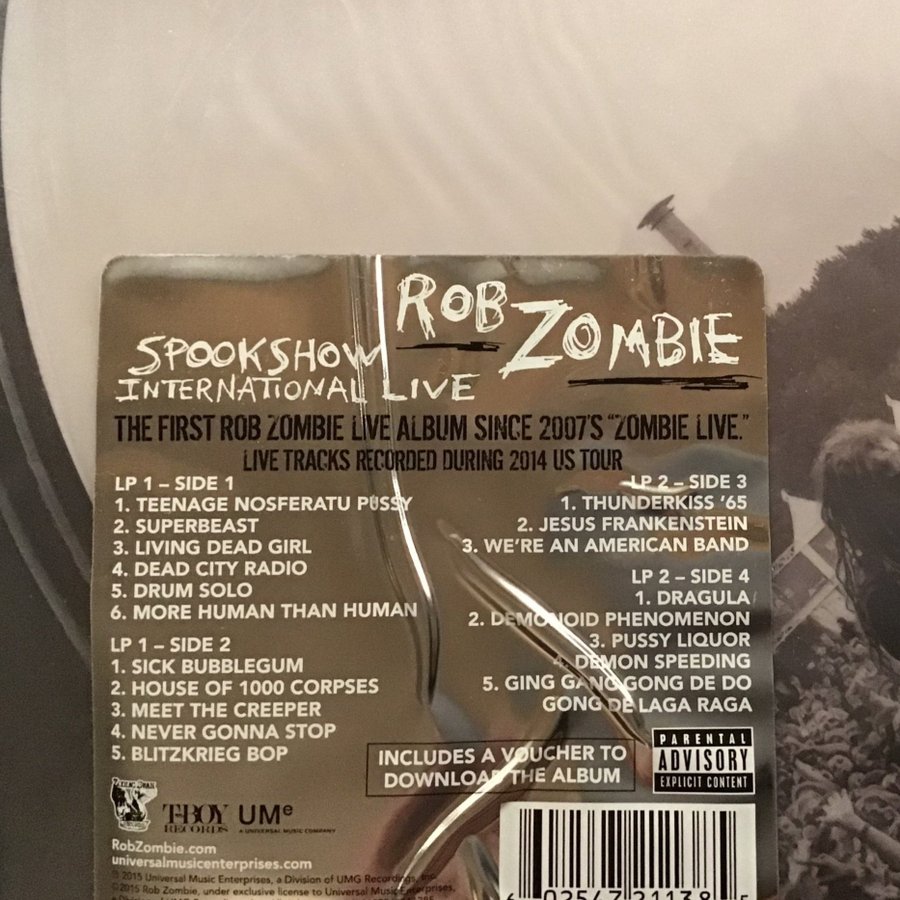 ROB ZOMBIE
SPOOKSHOW
INTERNATIONAL LIVE
THE FIRST ROB ZOMBIE LIVE ALBUM SINCE 2007'S "ZOMBIE LIVE."
LIVE TRACKS RECORDED DURING 2014 US TOUR
LP 1 – SIDE 1
1. TEENAGE NOSFERATU PUSSY
2. SUPERBEAST
3. LIVING DEAD GIRL
4. DEAD CITY RADIO
5. DRUM SOLO
6. MORE HUMAN THAN HUMAN
LP 1 – SIDE 2
1. SICK BUBBLEGUM
2. HOUSE OF 1000 CORPSES
3. MEET THE CREEPER
4. NEVER GONNA STOP
5. BLITZKRIEG BOP
LP 2 – SIDE 3
1. THUNDERKISS '65
2. JESUS FRANKENSTEIN
3. WE'RE AN AMERICAN BAND
LP 2 – SIDE 4
1. DRAGULA
2. DEMONOID PHENOMENON
3. PUSSY LIQUOR
4. DEMON SPEEDING
5. GING GANG GONG DE DO
GONG DE LAGA RAGA
INCLUDES A VOUCHER TO
DOWNLOAD THE ALBUM
PARENTAL
ADVISORY
EXPLICIT CONTENT
T-BOY
RECORDS
UMe
A UNIVERSAL MUSIC COMPANY
RobZombie.com
universalmusicenterprises.com
℗ 2015 Universal Music Enterprises, a Division of UMG Recordings, Inc.
©2015 Rob Zombie, under exclusive license to Universal Music Enterprises,
6 02547 21138 5